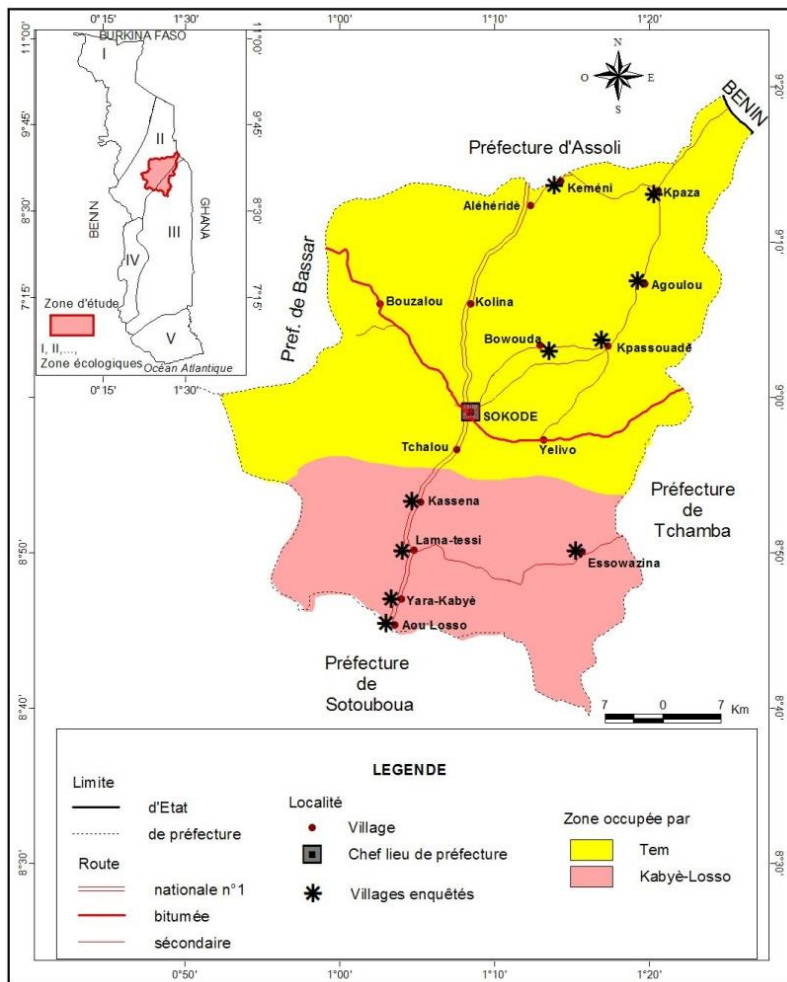 0°15' 1°30'
1°00' 1°10' 1°20'
BURKINA FASO
11°00' 11°00'
I
9°45' 9°45'
II
8°30' 8°30'
BENIN
GHANA
III
IV
7°15' 7°15'
Zone d'étude
V
I, II,...,
Zone écologiques
Océan Atlantique
0°15' 1°30'
N
O E
S
9°20'
BENIN
Préfecture d'Assoli
Keméni
Kpaza
Aléhéridè
9°10'
Pref. de Bassar
Agoulou
Bouzalou
Kolina
Bowouda
Kpassouadé
9°00'
SOKODE
Tchalou
Yelivo
Kassena
Préfecture
de
Tchamba
Lama-tessi
8°50' 8°50'
Essowazina
Yara-Kabyè
Aou Losso
Préfecture
de
Sotouboua
8°40' 8°40'
7 0 7
Km
LEGENDE
Limite
d'Etat
de préfecture
Route
nationale n°1
bitumée
sécondaire
Localité
Village
Chef lieu de préfecture
Villages enquêtés
Zone occupée par
Tem
Kabyè-Losso
8°30' 8°30'
0°50' 1°00' 1°10' 1°20'